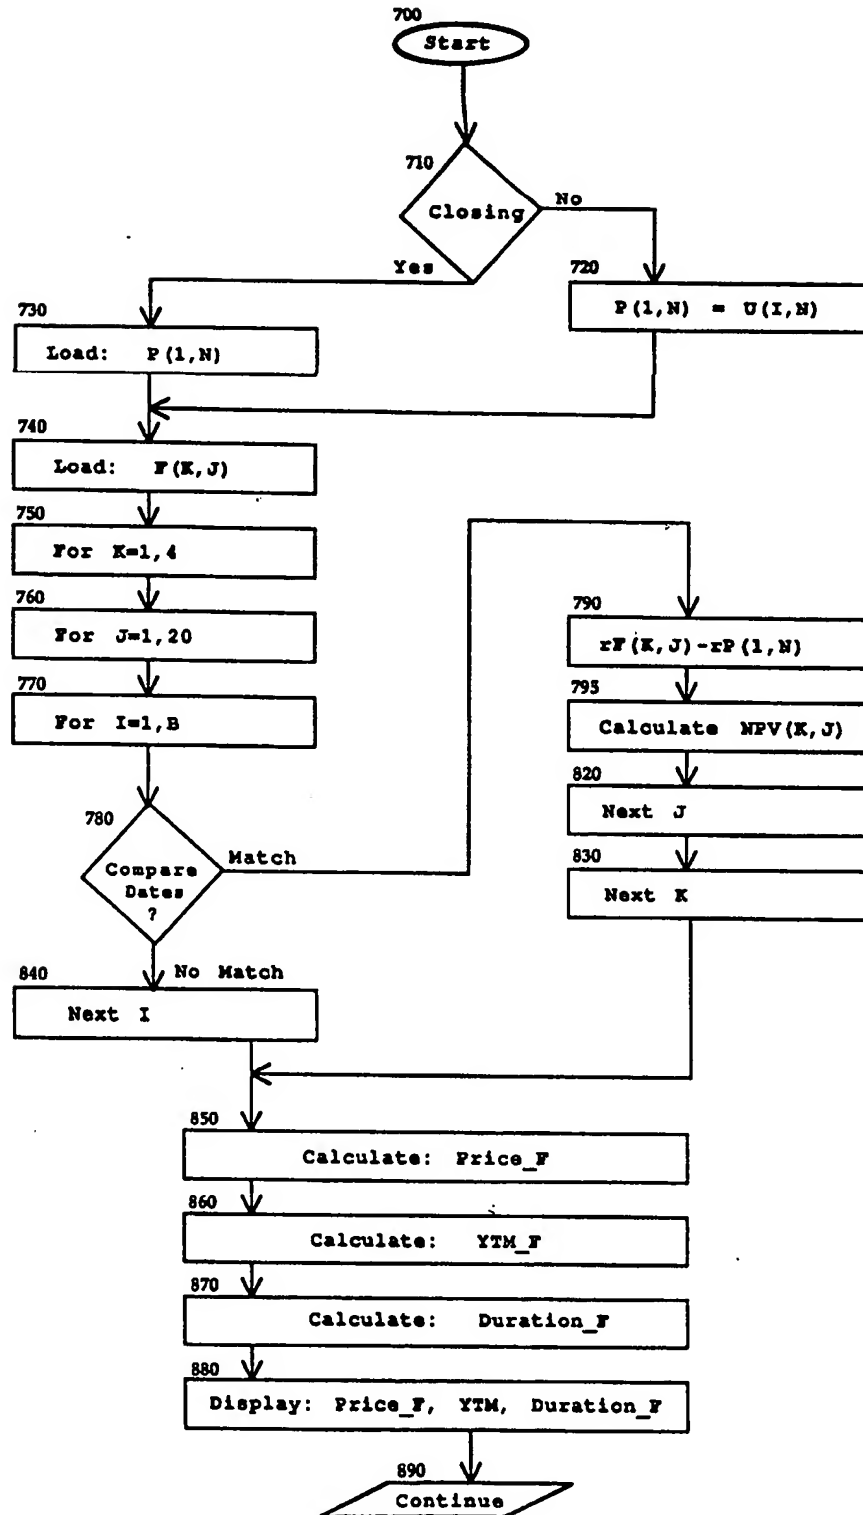 700
Start
710
Closing
No
Yes
720
P(1,N) = U(I,N)
730
Load: P(1,N)
740
Load: F(K,J)
750
For K=1,4
760
For J=1,20
770
For I=1,B
780
Compare
Dates
?
Match
No Match
790
rF(K,J)-rP(1,N)
795
Calculate NPV(K,J)
820
Next J
830
Next K
840
Next I
850
Calculate: Price_F
860
Calculate: YTM_F
870
Calculate: Duration_F
880
Display: Price_F, YTM, Duration_F
890
Continue